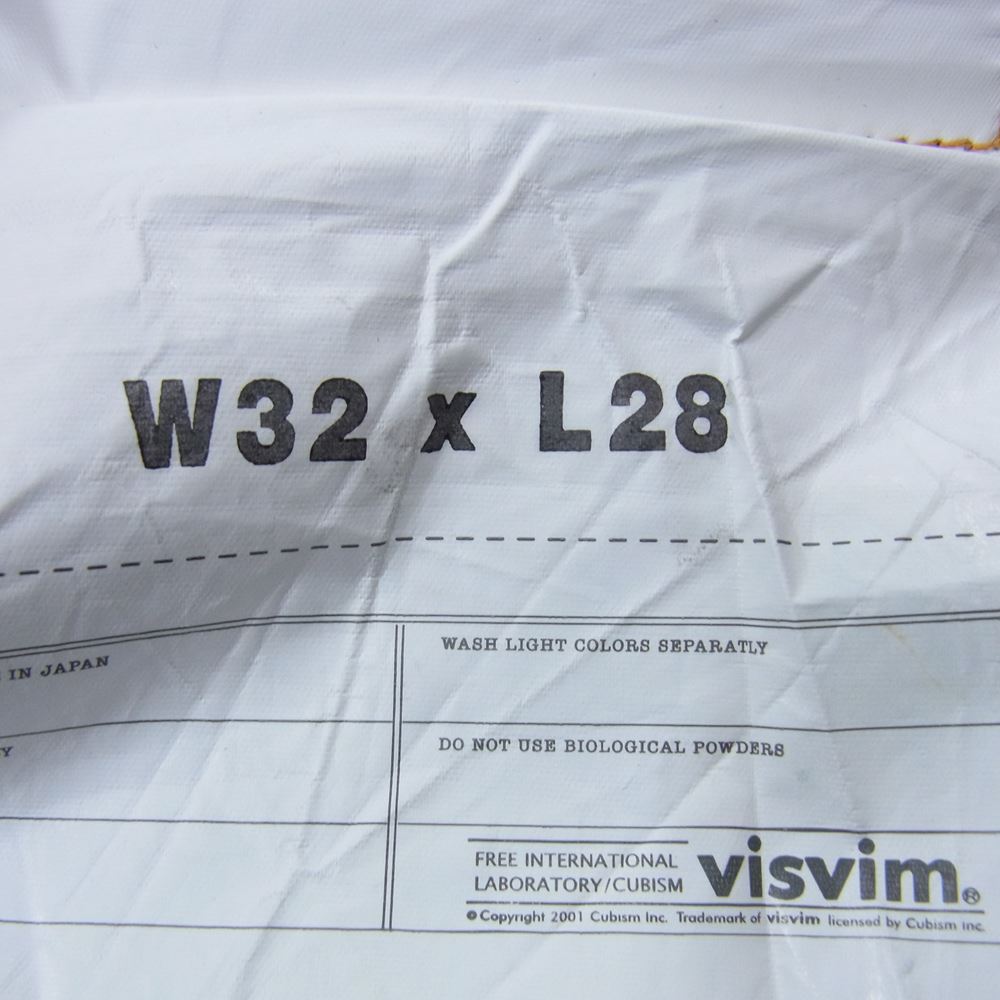 W32 x L28
IN JAPAN
WASH LIGHT COLORS SEPARATLY
Y
DO NOT USE BIOLOGICAL POWDERS
FREE INTERNATIONAL
LABORATORY/CUBISM
visvim®
©Copyright 2001 Cubism Inc. Trademark of visvim licensed by Cubism inc.